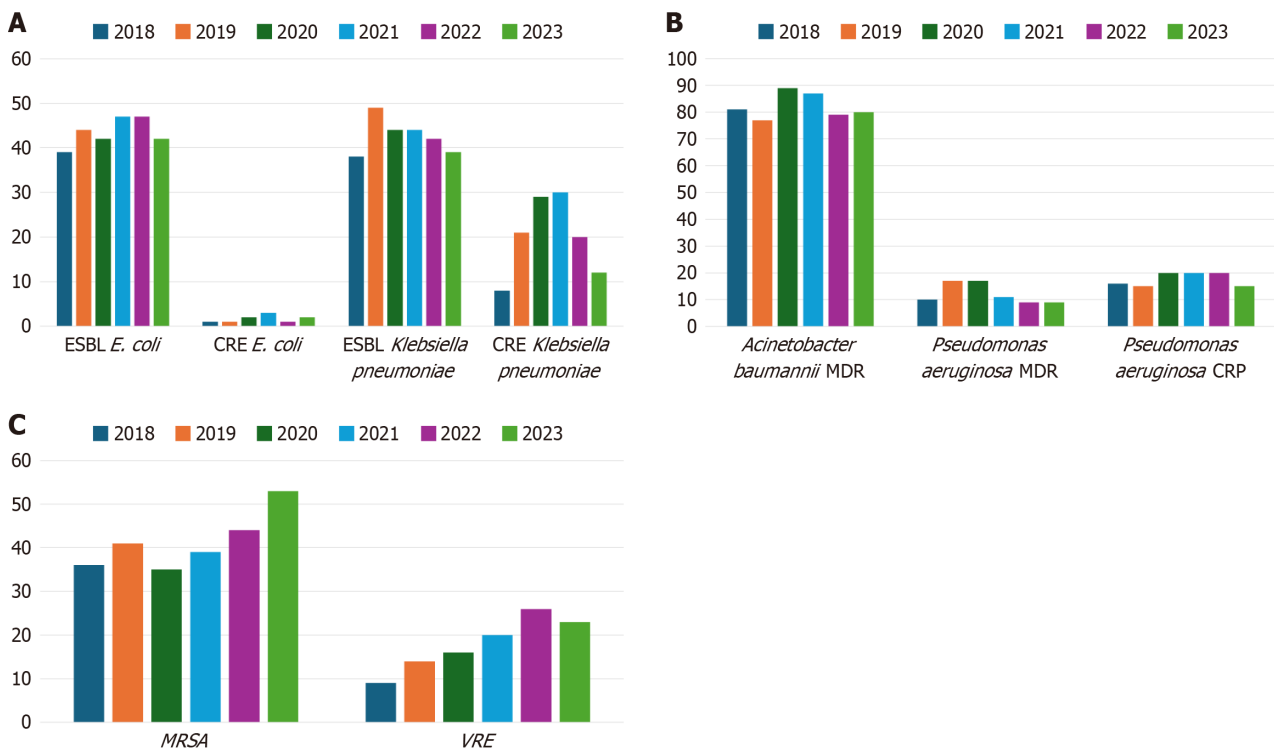 A
2018 2019 2020 2021 2022 2023
60
50
40
30
20
10
0
ESBL E. coli
CRE E. coli
ESBL Klebsiella
pneumoniae
CRE Klebsiella
pneumoniae
B
2018 2019 2020 2021 2022 2023
100
90
80
70
60
50
40
30
20
10
0
Acinetobacter
baumannii MDR
Pseudomonas
aeruginosa MDR
Pseudomonas
aeruginosa CRP
C
2018 2019 2020 2021 2022 2023
60
50
40
30
20
10
0
MRSA
VRE